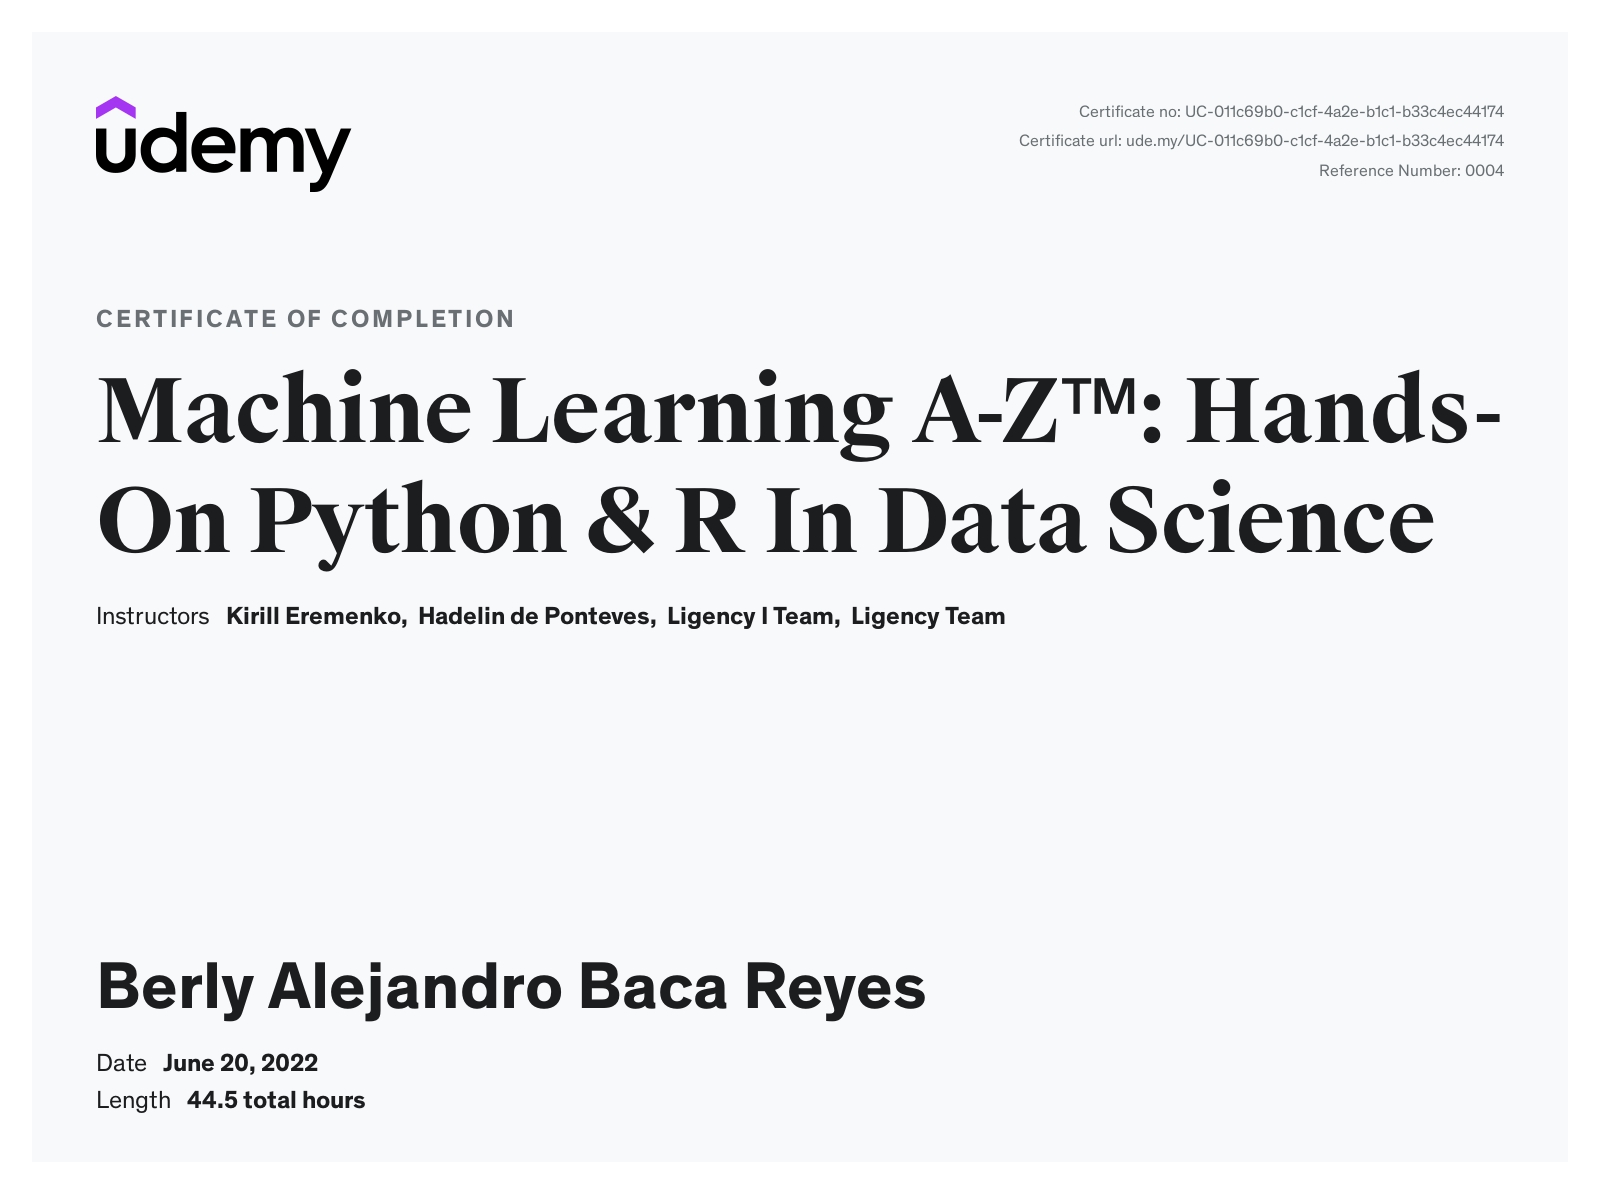 udemy
Certificate no: UC-011c69b0-c1cf-4a2e-b1c1-b33c4ec44174
Certificate url: ude.my/UC-011c69b0-c1cf-4a2e-b1c1-b33c4ec44174
Reference Number: 0004
CERTIFICATE OF COMPLETION
Machine Learning A-Z™: Hands-
On Python & R In Data Science
Instructors Kirill Eremenko, Hadelin de Ponteves, Ligency I Team, Ligency Team
Berly Alejandro Baca Reyes
Date June 20, 2022
Length 44.5 total hours